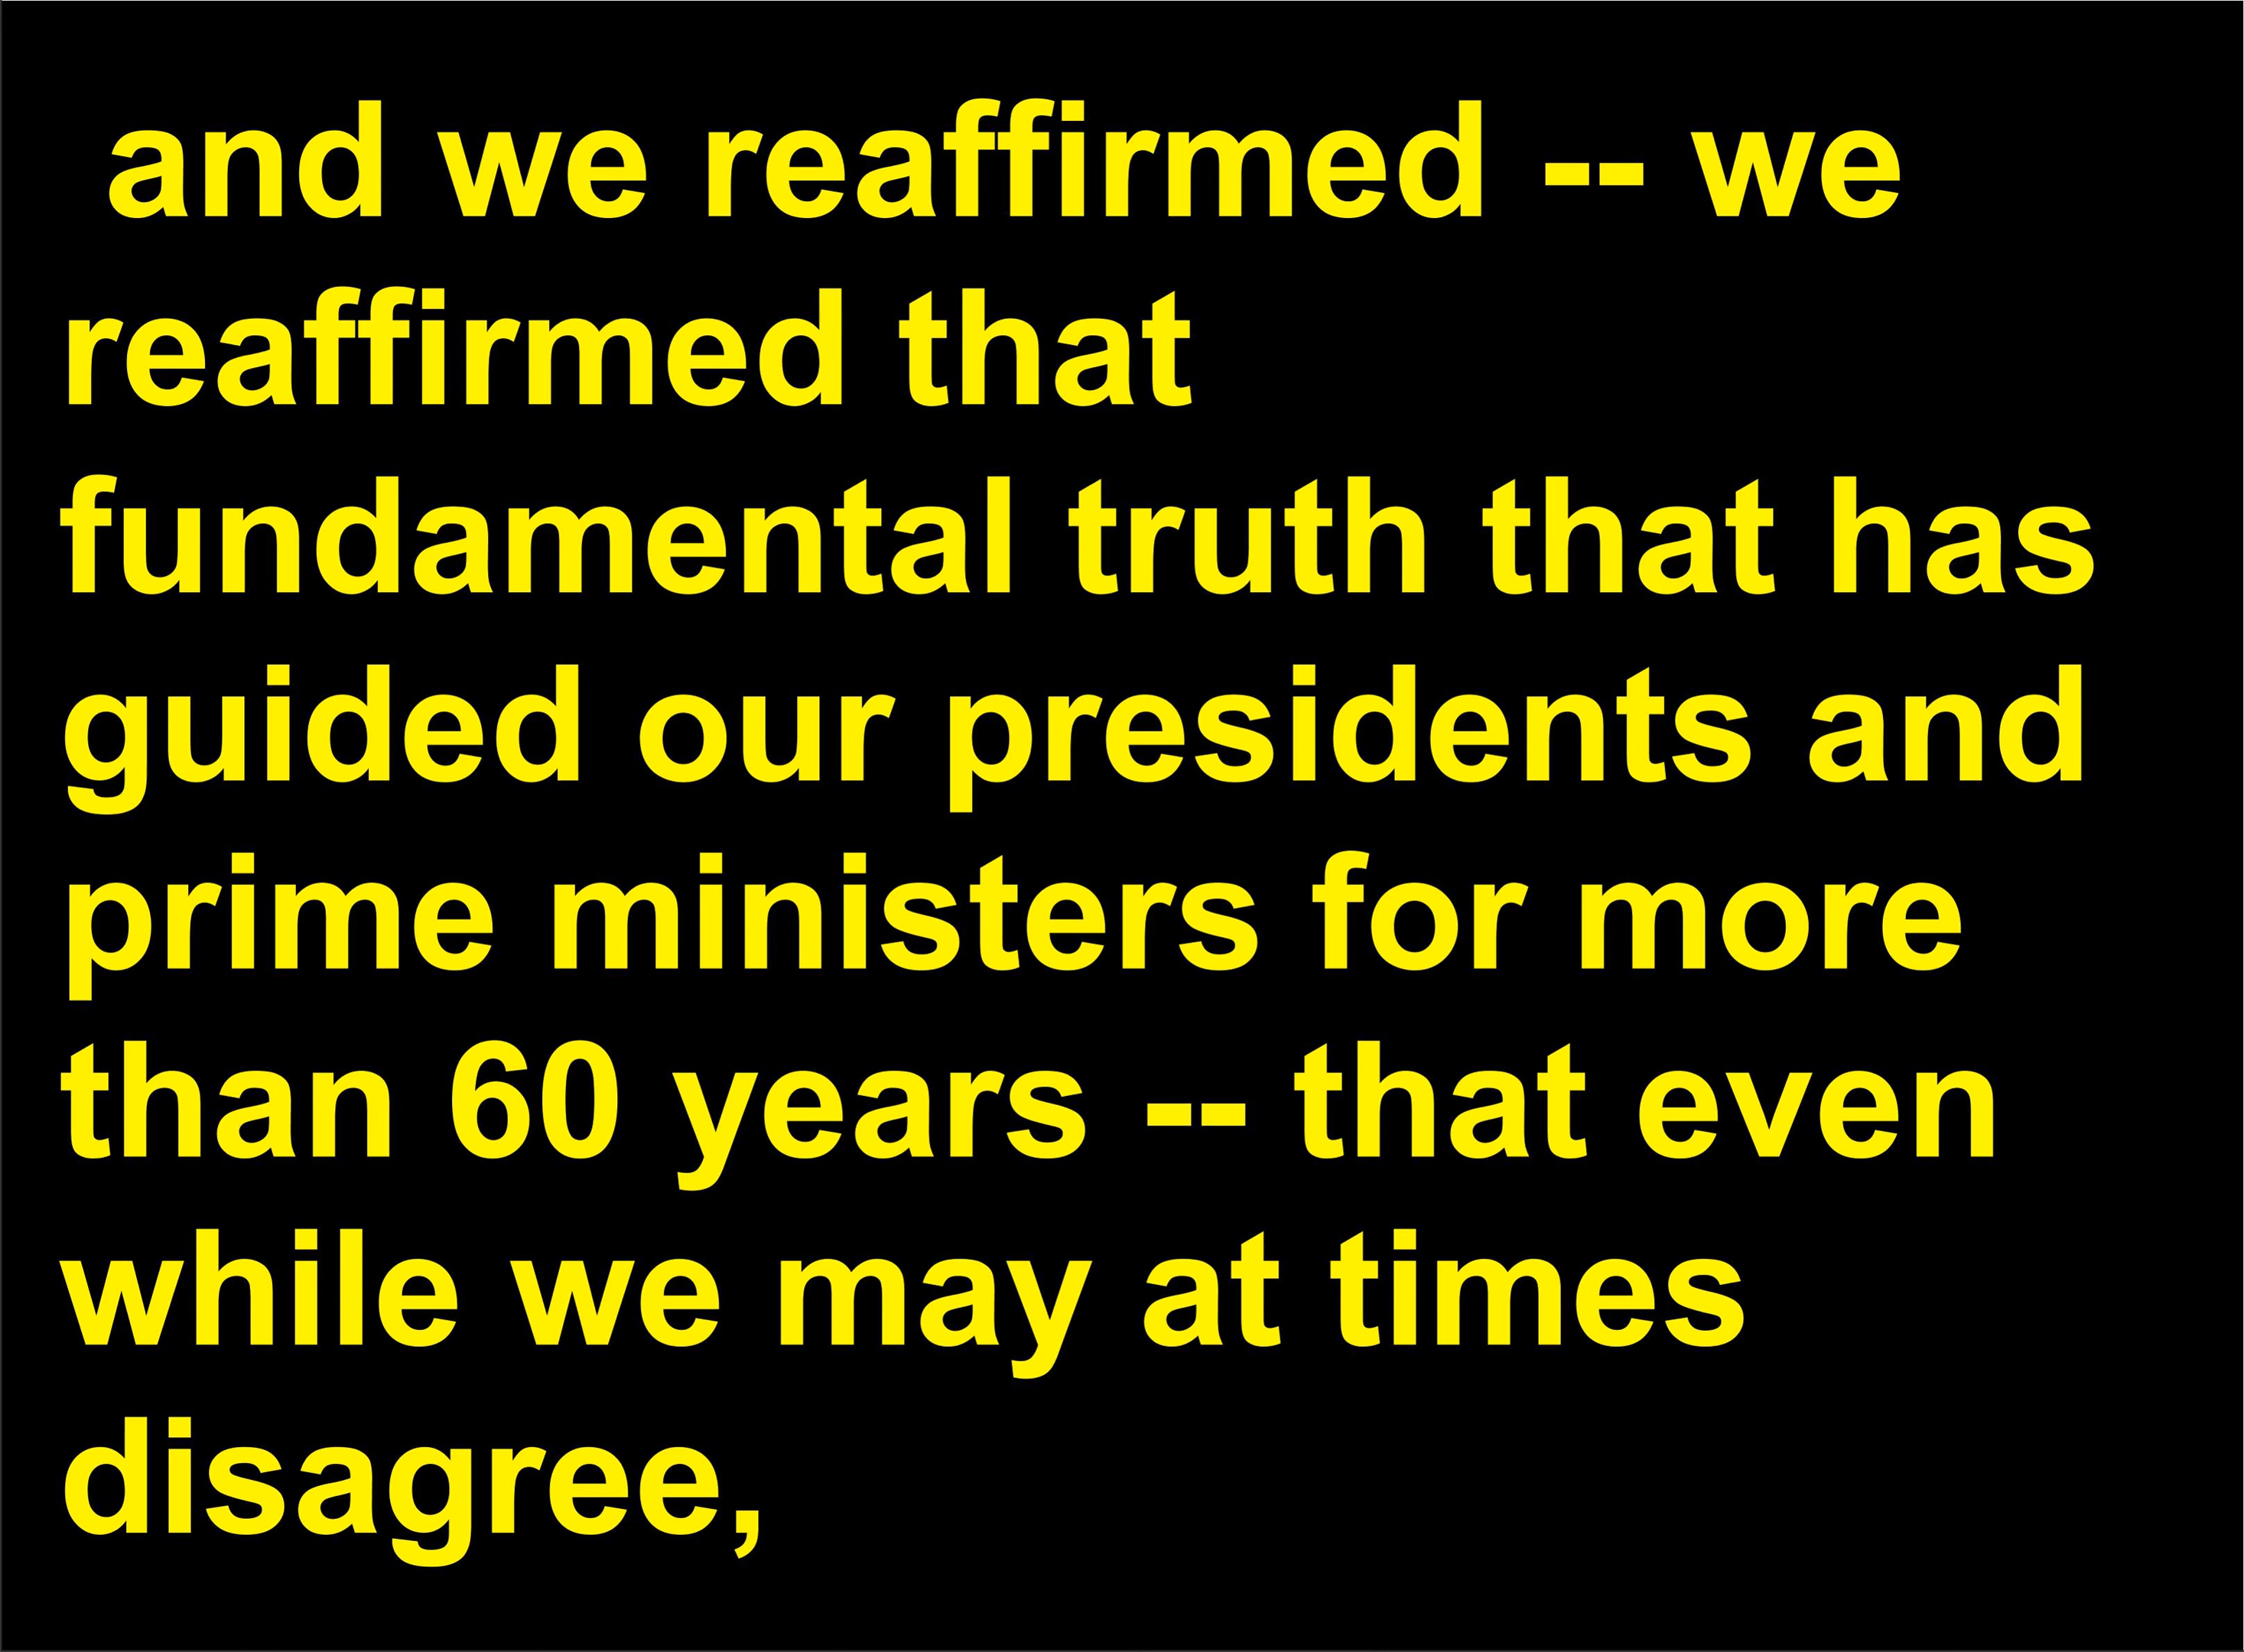 and we reaffirmed -- we
reaffirmed that
fundamental truth that has
guided our presidents and
prime ministers for more
than 60 years -- that even
while we may at times
disagree,